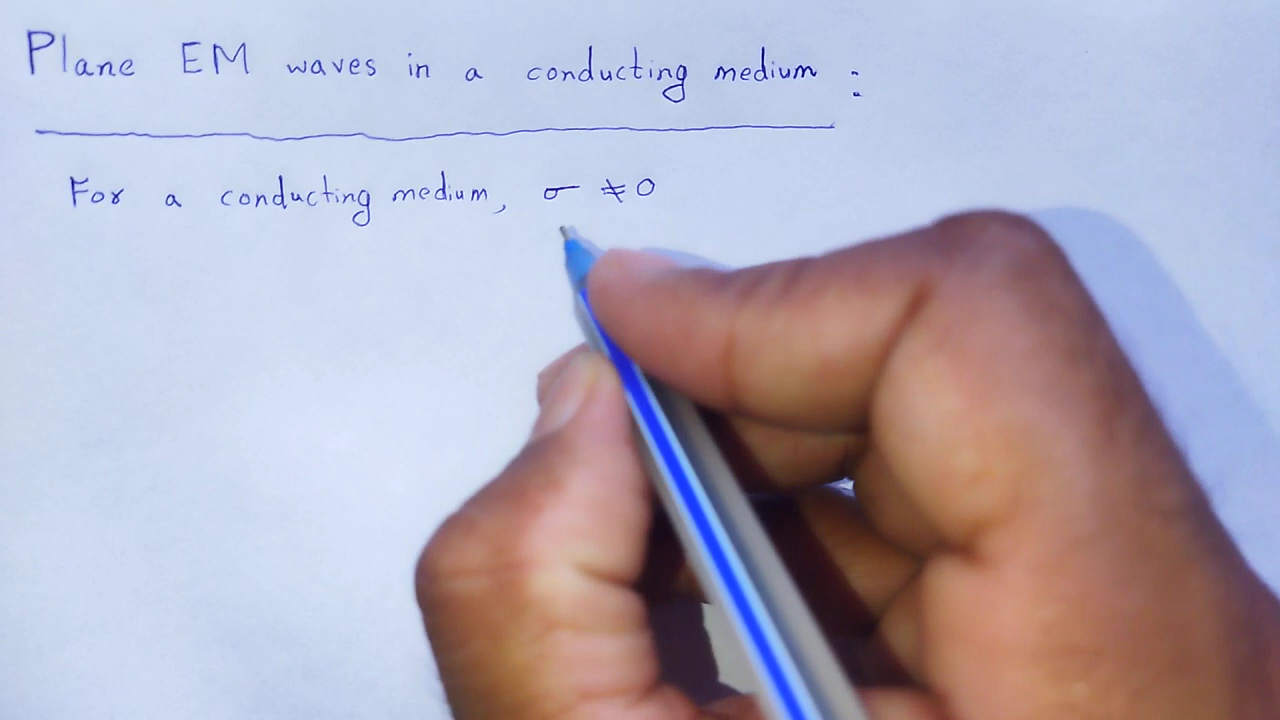 Plane EM waves in a conducting medium :
For a conducting medium, σ ≠ 0